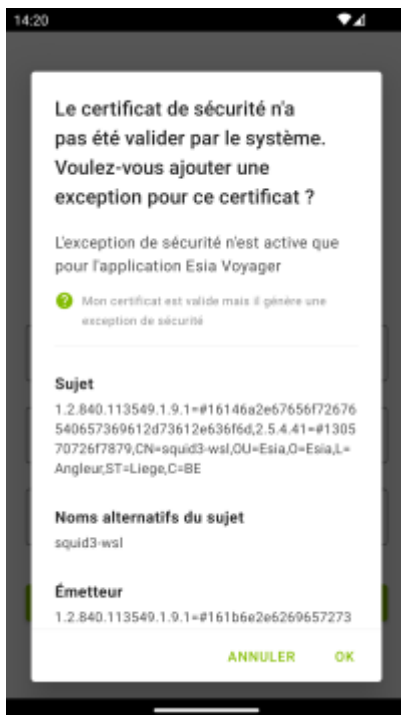 14:20
Le certificat de sécurité n'a
pas été valider par le système.
Voulez-vous ajouter une
exception pour ce certificat ?
L'exception de sécurité n'est active que
pour l'application Esia Voyager
Mon certificat est valide mais il génère une
exception de sécurité
Sujet
1.2.840.113549.1.9.1=#16146a2e67656f72676
540657369612d73612e636f6d,2.5.4.41=#1305
70726f7879,CN=squid3-wsl,OU=Esia,O=Esia,L=
Angleur,ST=Liege,C=BE
Noms alternatifs du sujet
squid3-wsl
Émetteur
1.2.840.113549.1.9.1=#161b6e2e6269657273
ANNULER OK